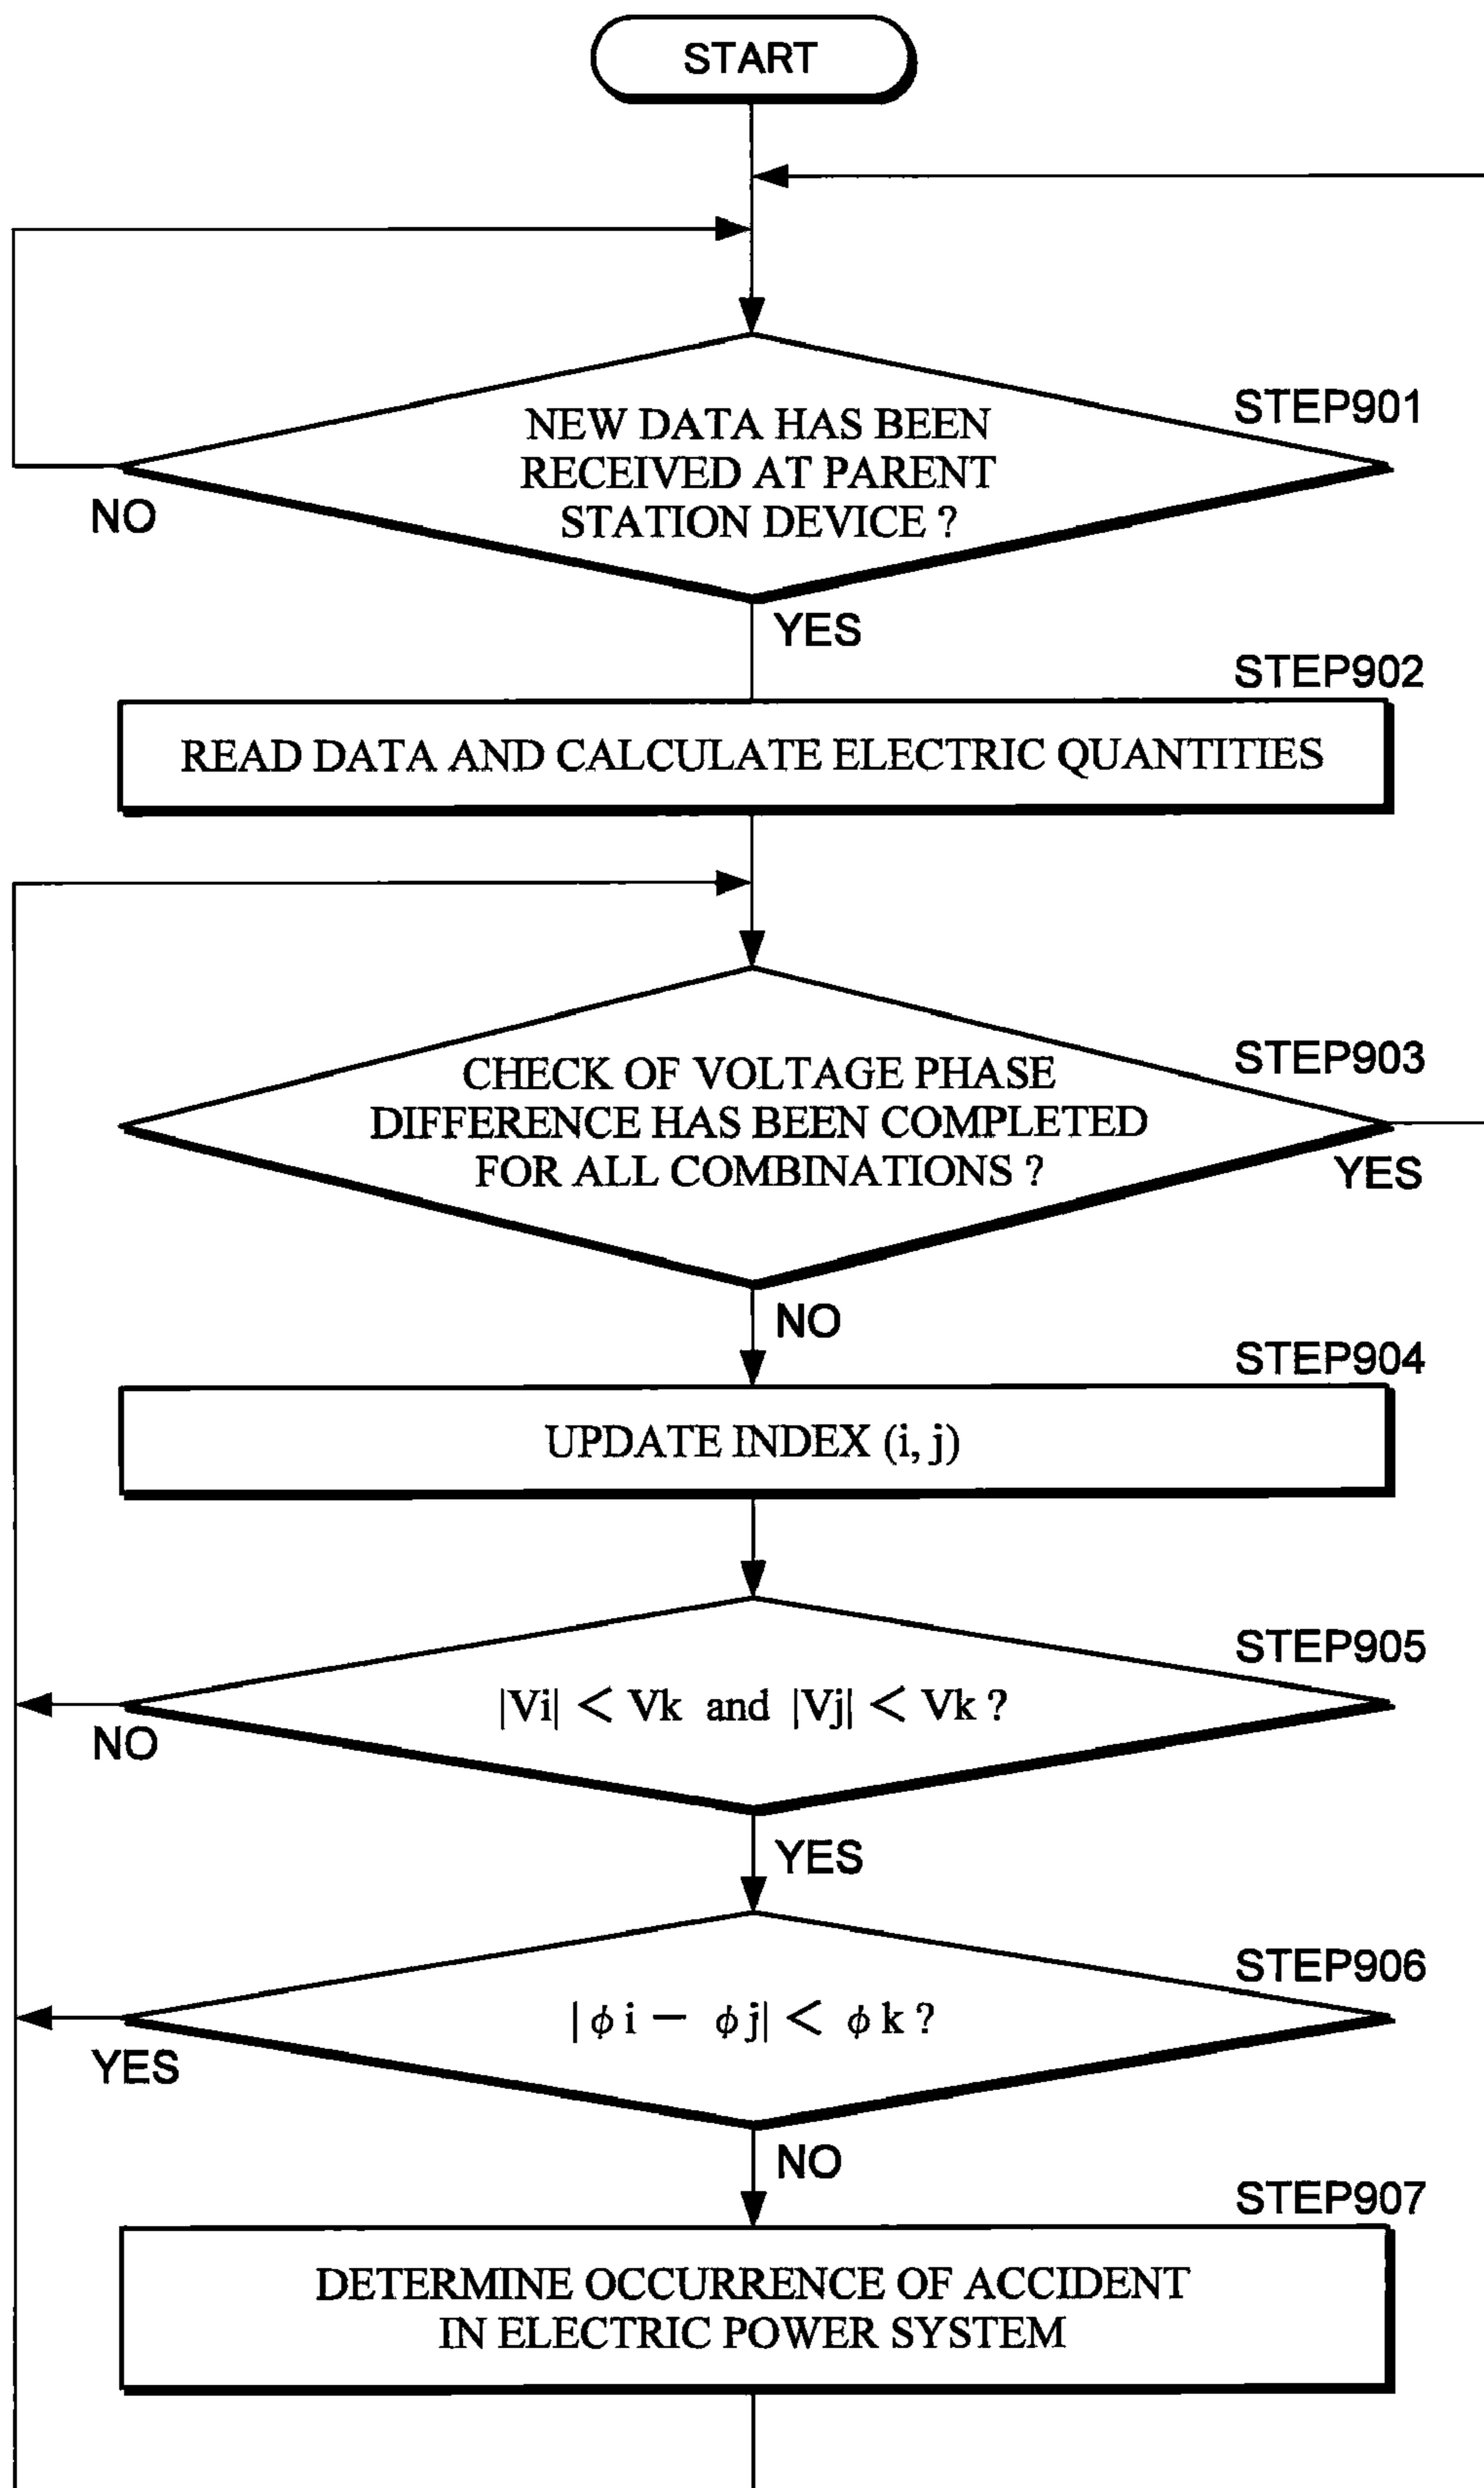 START
STEP901
NEW DATA HAS BEEN
RECEIVED AT PARENT
STATION DEVICE ?
NO
YES
STEP902
READ DATA AND CALCULATE ELECTRIC QUANTITIES
STEP903
CHECK OF VOLTAGE PHASE
DIFFERENCE HAS BEEN COMPLETED
FOR ALL COMBINATIONS ?
YES
NO
STEP904
UPDATE INDEX (i, j)
STEP905
|Vi| < Vk and |Vj| < Vk ?
NO
YES
STEP906
| ϕ i − ϕ j| < ϕ k ?
YES
NO
STEP907
DETERMINE OCCURRENCE OF ACCIDENT
IN ELECTRIC POWER SYSTEM